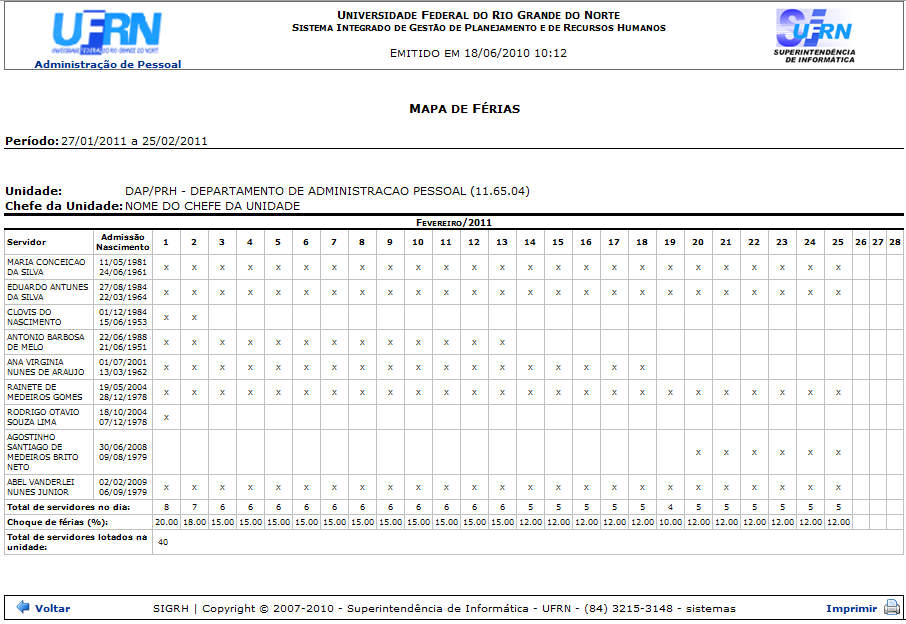 UFRN
UNIVERSIDADE FEDERAL DO RIO GRANDE DO NORTE
Administração de Pessoal
UNIVERSIDADE FEDERAL DO RIO GRANDE DO NORTE
SISTEMA INTEGRADO DE GESTÃO DE PLANEJAMENTO E DE RECURSOS HUMANOS
EMITIDO EM 18/06/2010 10:12
UFRN
SUPERINTENDÊNCIA
DE INFORMÁTICA
MAPA DE FÉRIAS
Período: 27/01/2011 a 25/02/2011
Unidade: DAP/PRH - DEPARTAMENTO DE ADMINISTRACAO PESSOAL (11.65.04)
Chefe da Unidade: NOME DO CHEFE DA UNIDADE
FEVEREIRO/2011
Servidor Admissão Nascimento 1 2 3 4 5 6 7 8 9 10 11 12 13 14 15 16 17 18 19 20 21 22 23 24 25 26 27 28
MARIA CONCEICAO 11/05/1981
DA SILVA 24/06/1961 x x x x x x x x x x x x x x x x x x x x x x x x x
EDUARDO ANTUNES 27/08/1984
DA SILVA 22/03/1964 x x x x x x x x x x x x x x x x x x x x x x x x x
CLOVIS DO 01/12/1984
NASCIMENTO 15/06/1953 x x
ANTONIO BARBOSA 22/06/1988
DE MELO 21/06/1951 x x x x x x x x x x x x x
ANA VIRGINIA 01/07/2001
NUNES DE ARAUJO 13/03/1962 x x x x x x x x x x x x x x x x x x
RAINETE DE 19/05/2004
MEDEIROS GOMES 28/12/1978 x x x x x x x x x x x x x x x x x x x x x x x x x
RODRIGO OTAVIO 18/10/2004
SOUZA LIMA 07/12/1978 x
AGOSTINHO
SANTIAGO DE 30/06/2008
MEDEIROS BRITO 09/08/1979 x x x x x x
NETO
ABEL VANDERLEI 02/02/2009
NUNES JUNIOR 06/09/1979 x x x x x x x x x x x x x x x x x x x x x x x x x
Total de servidores no dia: 8 7 6 6 6 6 6 6 6 6 6 6 6 5 5 5 5 5 4 5 5 5 5 5 5
Choque de férias (%): 20.00 18.00 15.00 15.00 15.00 15.00 15.00 15.00 15.00 15.00 15.00 15.00 15.00 12.00 12.00 12.00 12.00 12.00 10.00 12.00 12.00 12.00 12.00 12.00 12.00
Total de servidores lotados na
unidade: 40
Voltar SIGRH | Copyright © 2007-2010 - Superintendência de Informática - UFRN - (84) 3215-3148 - sistemas Imprimir